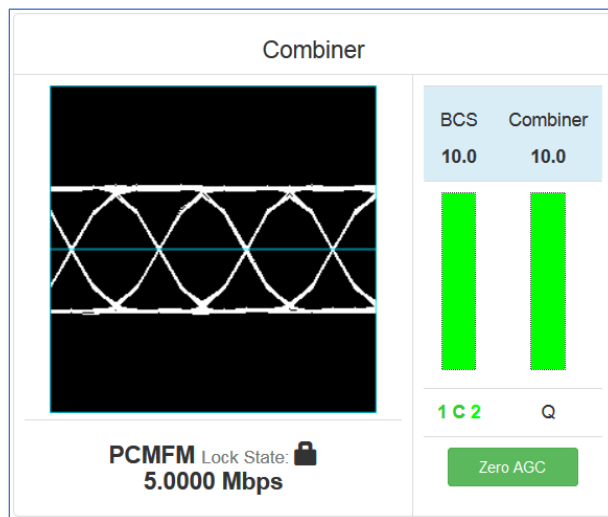 Combiner
BCS Combiner
10.0 10.0
1 C 2 Q
Zero AGC
PCMFM Lock State:
5.0000 Mbps